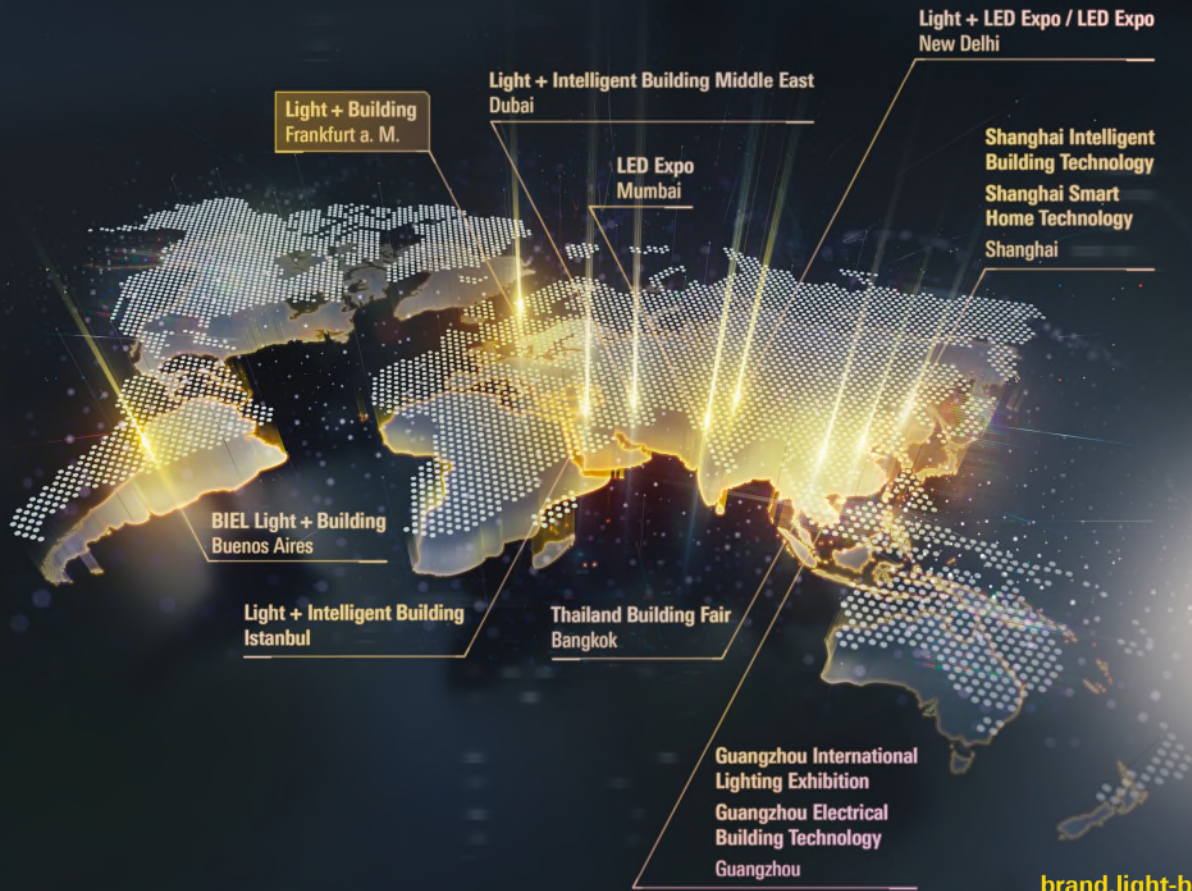 Light + LED Expo / LED Expo
New Delhi
Light + Intelligent Building Middle East
Dubai
Light + Building
Frankfurt a. M.
LED Expo
Mumbai
Shanghai Intelligent
Building Technology
Shanghai Smart
Home Technology
Shanghai
BIEL Light + Building
Buenos Aires
Light + Intelligent Building
Istanbul
Thailand Building Fair
Bangkok
Guangzhou International
Lighting Exhibition
Guangzhou Electrical
Building Technology
Guangzhou
brand.light-b